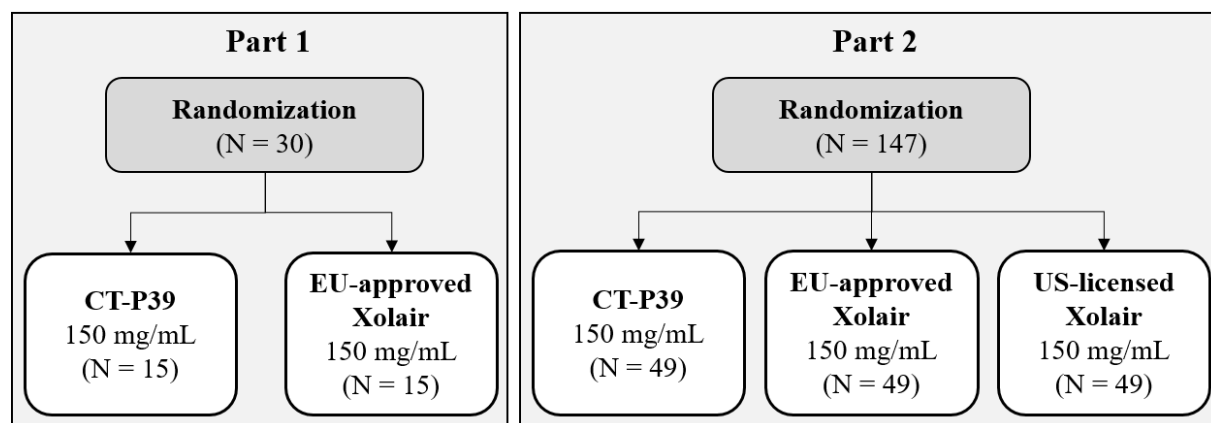 Part 1
Randomization
(N = 30)
CT-P39
150 mg/mL
(N = 15)
EU-approved
Xolair
150 mg/mL
(N = 15)
Part 2
Randomization
(N = 147)
CT-P39
150 mg/mL
(N = 49)
EU-approved
Xolair
150 mg/mL
(N = 49)
US-licensed
Xolair
150 mg/mL
(N = 49)